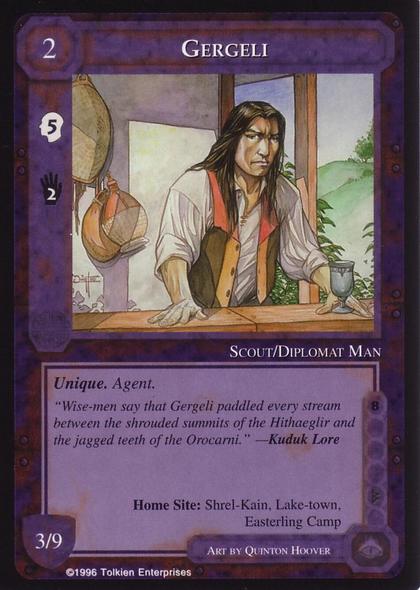 2
GERGELI
5
2
SCOUT/DIPLOMAT MAN
Unique. Agent.
“Wise-men say that Gergeli paddled every stream
between the shrouded summits of the Hithaeglir and
the jagged teeth of the Orocarni.” —Kuduk Lore
8
Home Site: Shrel-Kain, Lake-town,
Easterling Camp
3/9
ART BY QUINTON HOOVER
©1996 Tolkien Enterprises